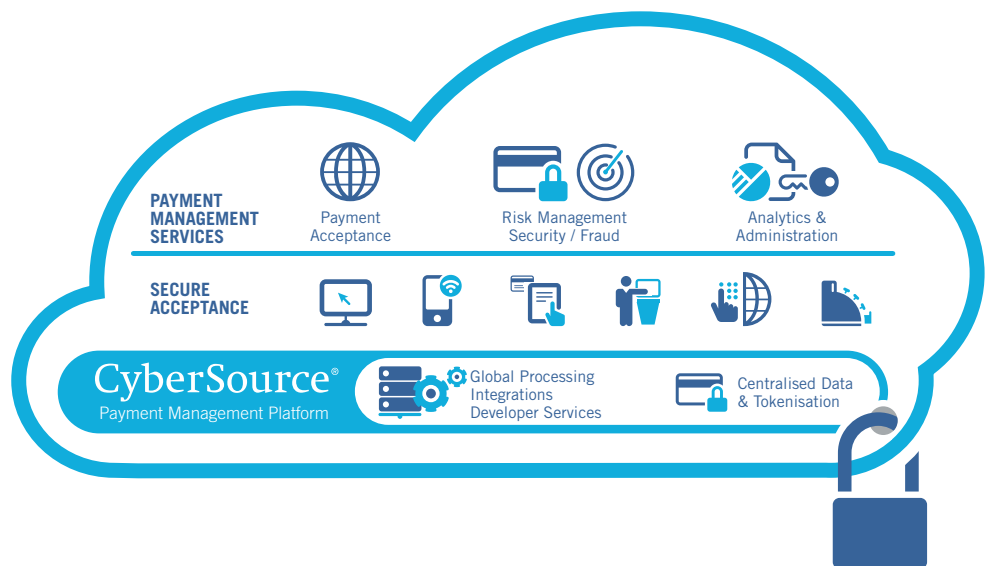 PAYMENT
MANAGEMENT
SERVICES
Payment
Acceptance
Risk Management
Security / Fraud
Analytics &
Administration
SECURE
ACCEPTANCE
CyberSource®
Payment Management Platform
Global Processing
Integrations
Developer Services
Centralised Data
& Tokenisation